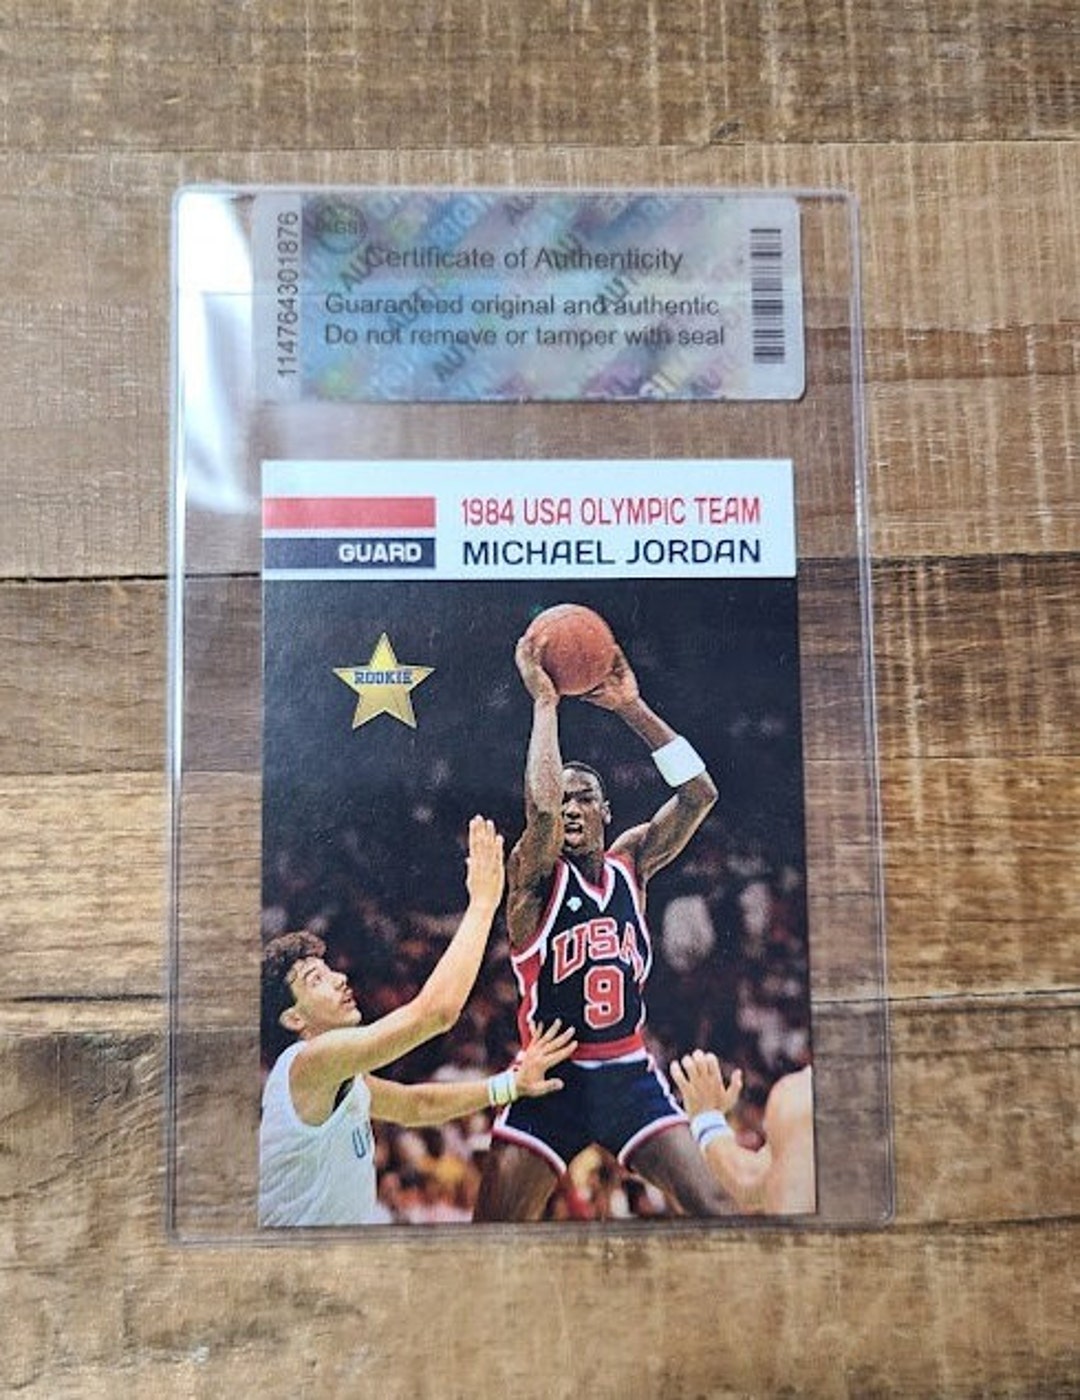 114764301876
Certificate of Authenticity
Guaranteed original and authentic
Do not remove or tamper with seal
1984 USA OLYMPIC TEAM
GUARD MICHAEL JORDAN
ROOKIE
USA
9